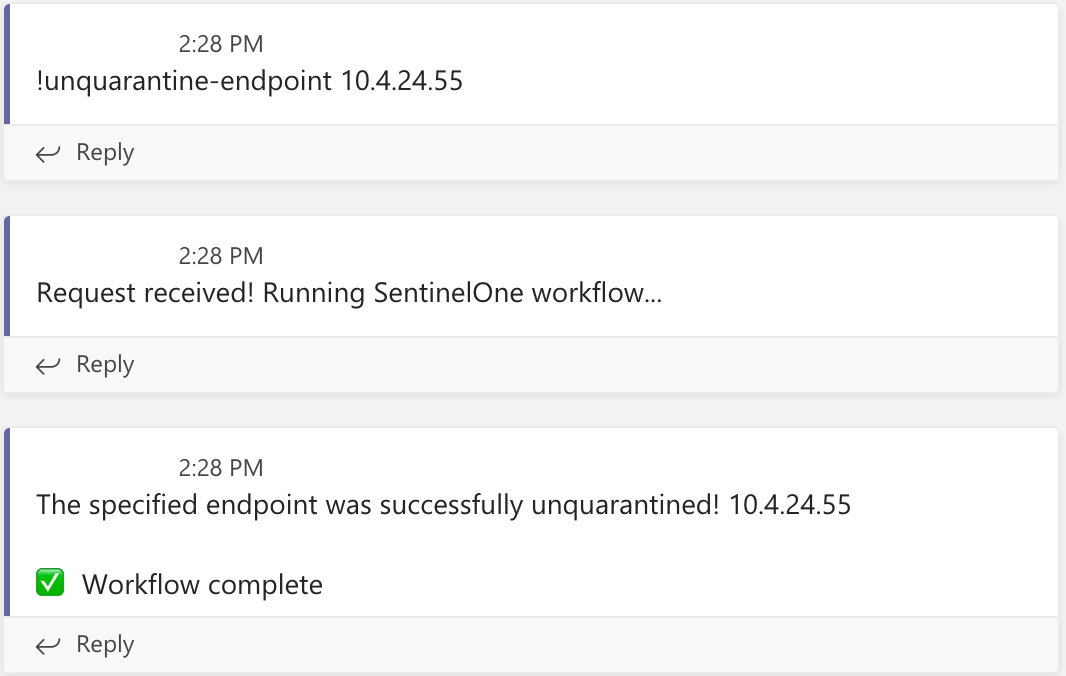 2:28 PM
!unquarantine-endpoint 10.4.24.55
Reply
2:28 PM
Request received! Running SentinelOne workflow...
Reply
2:28 PM
The specified endpoint was successfully unquarantined! 10.4.24.55
✅ Workflow complete
Reply